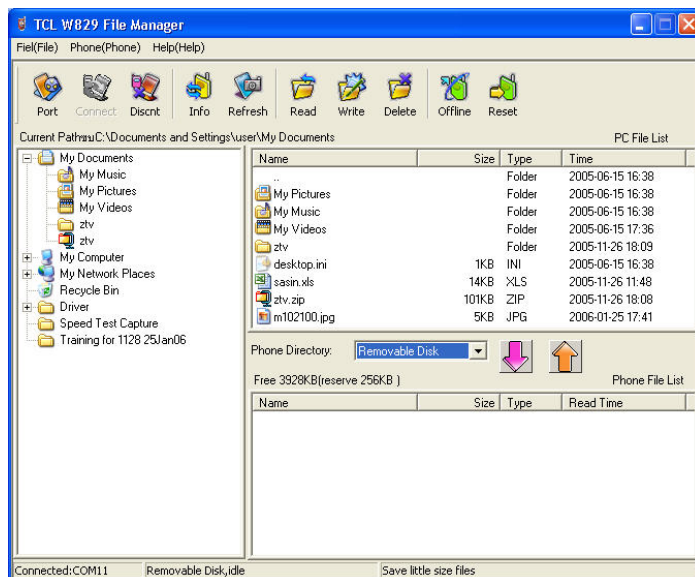 TCL W829 File Manager
Fiel(File) Phone(Phone) Help(Help)
Port Connect Discnt Info Refresh Read Write Delete Offline Reset
C:\Documents and Settings\user\My Documents
PC File List
My Documents
My Music
My Pictures
My Videos
ztv
ztv
My Computer
My Network Places
Recycle Bin
Driver
Speed Test Capture
Training for 1128 25Jan06
Name Size Type Time
.. Folder 2005-06-15 16:38
My Pictures Folder 2005-06-15 16:38
My Music Folder 2005-06-15 16:38
My Videos Folder 2005-06-15 17:36
ztv Folder 2005-11-26 18:09
desktop.ini 1KB INI 2005-06-15 16:38
sasin.xls 14KB XLS 2005-11-26 11:48
ztv.zip 101KB ZIP 2005-11-26 18:08
m102100.jpg 5KB JPG 2006-01-25 17:41
Phone Directory: Removable Disk
Free 3928KB(reserve 256KB ) Phone File List
Name Size Type Read Time
Connected:COM11 Removable Disk,idle Save little size files